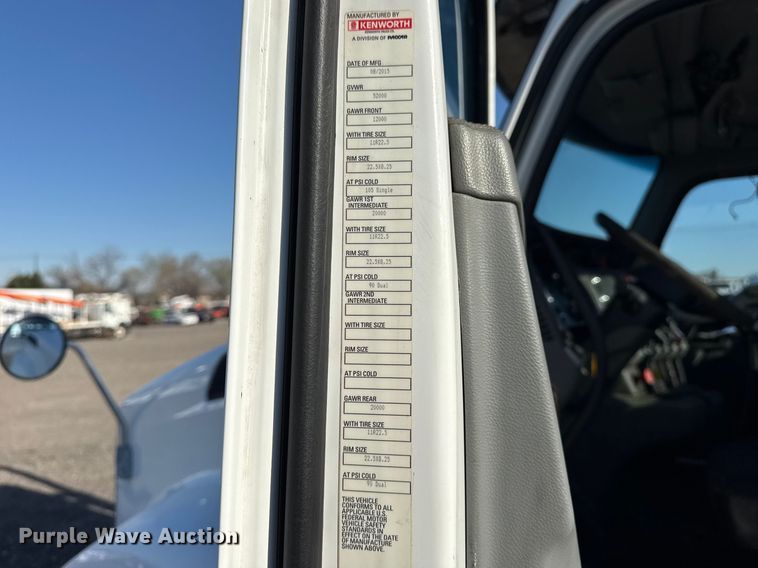 MANUFACTURED BY
KENWORTH
KENWORTH TRUCK CO.
A DIVISION OF PACCAR
DATE OF MFG
08/2015
GVWR
52000
GAWR FRONT
12000
WITH TIRE SIZE
11R22.5
RIM SIZE
22.5X8.25
AT PSI COLD
105 Single
GAWR 1ST
INTERMEDIATE
20000
WITH TIRE SIZE
11R22.5
RIM SIZE
22.5X8.25
AT PSI COLD
90 Dual
GAWR 2ND
INTERMEDIATE
WITH TIRE SIZE
RIM SIZE
AT PSI COLD
GAWR REAR
20000
WITH TIRE SIZE
11R22.5
RIM SIZE
22.5X8.25
AT PSI COLD
90 Dual
THIS VEHICLE
CONFORMS TO ALL
APPLICABLE U.S.
FEDERAL MOTOR
VEHICLE SAFETY
STANDARDS IN
EFFECT ON THE DATE
OF MANUFACTURE
SHOWN ABOVE.
Purple Wave Auction